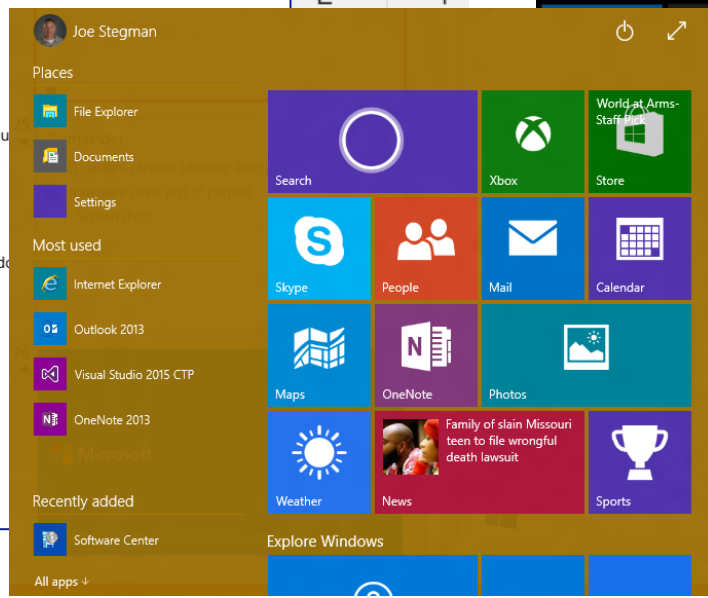 Joe Stegman
Places
File Explorer
Documents
Settings
Most used
Internet Explorer
Outlook 2013
Visual Studio 2015 CTP
OneNote 2013
Microsoft
Recently added
Software Center
All apps ↓
Search
Xbox
World at Arms-
Staff Pick
Store
Skype
People
Mail
Calendar
Maps
N
OneNote
Photos
Weather
Family of slain Missouri
teen to file wrongful
death lawsuit
News
Sports
Explore Windows